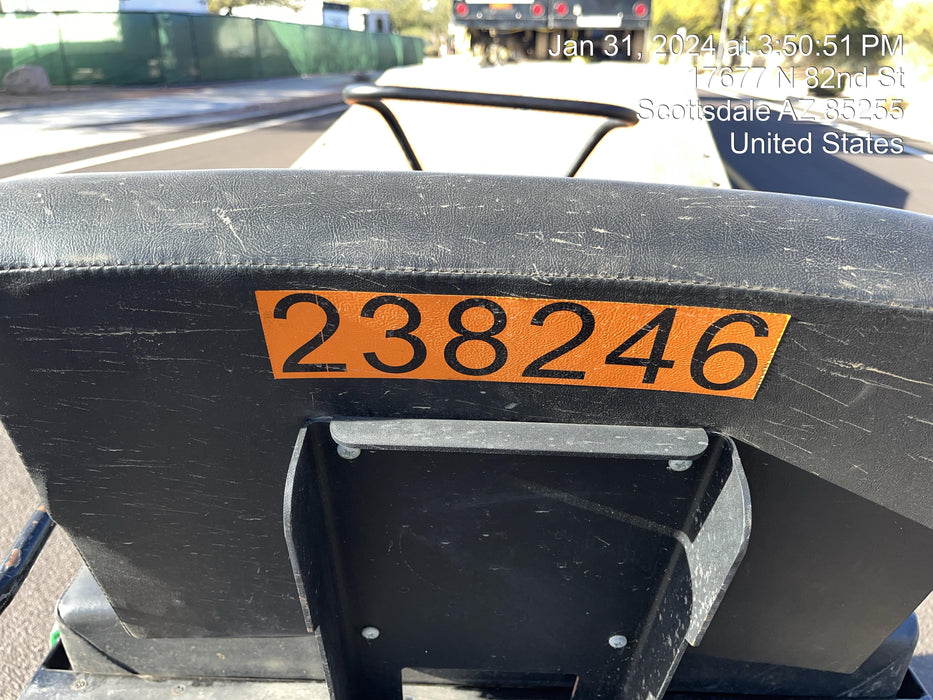 Jan 31, 2024 at 3:50:51 PM
17677 N 82nd St
Scottsdale AZ 85255
United States
238246